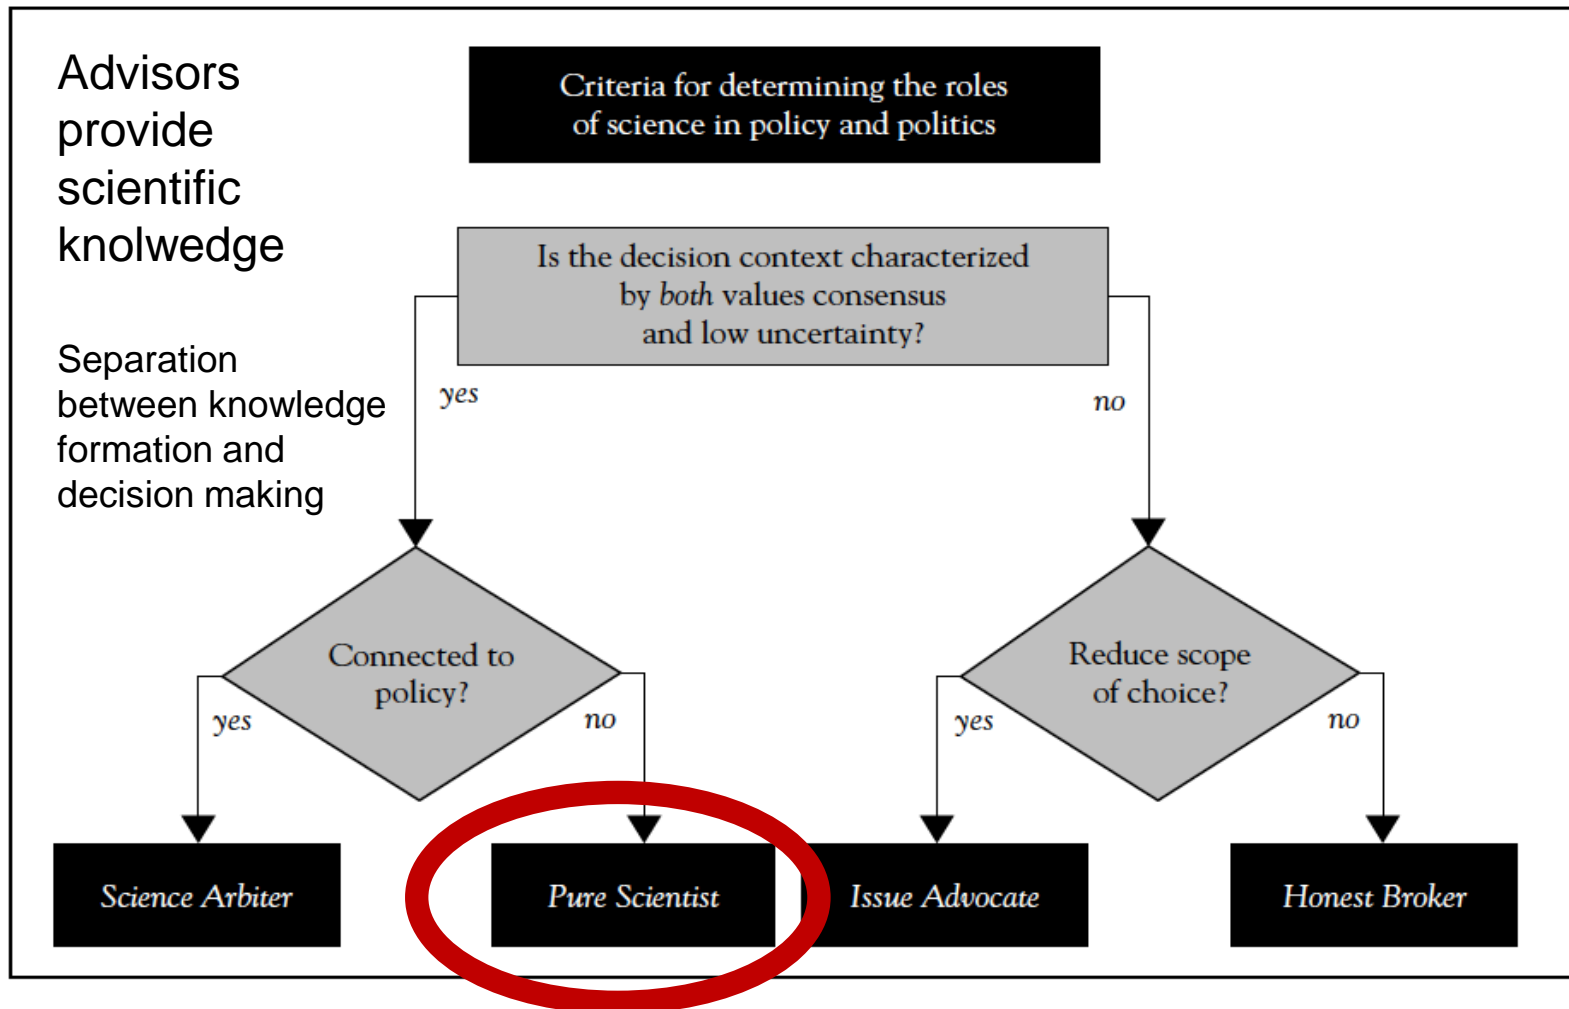 Advisors
provide
scientific
knolwedge
Separation
between knowledge
formation and
decision making
Criteria for determining the roles
of science in policy and politics
Is the decision context characterized
by both values consensus
and low uncertainty?
yes
no
Connected to
policy?
yes
no
Reduce scope
of choice?
yes
no
Science Arbiter
Pure Scientist
Issue Advocate
Honest Broker